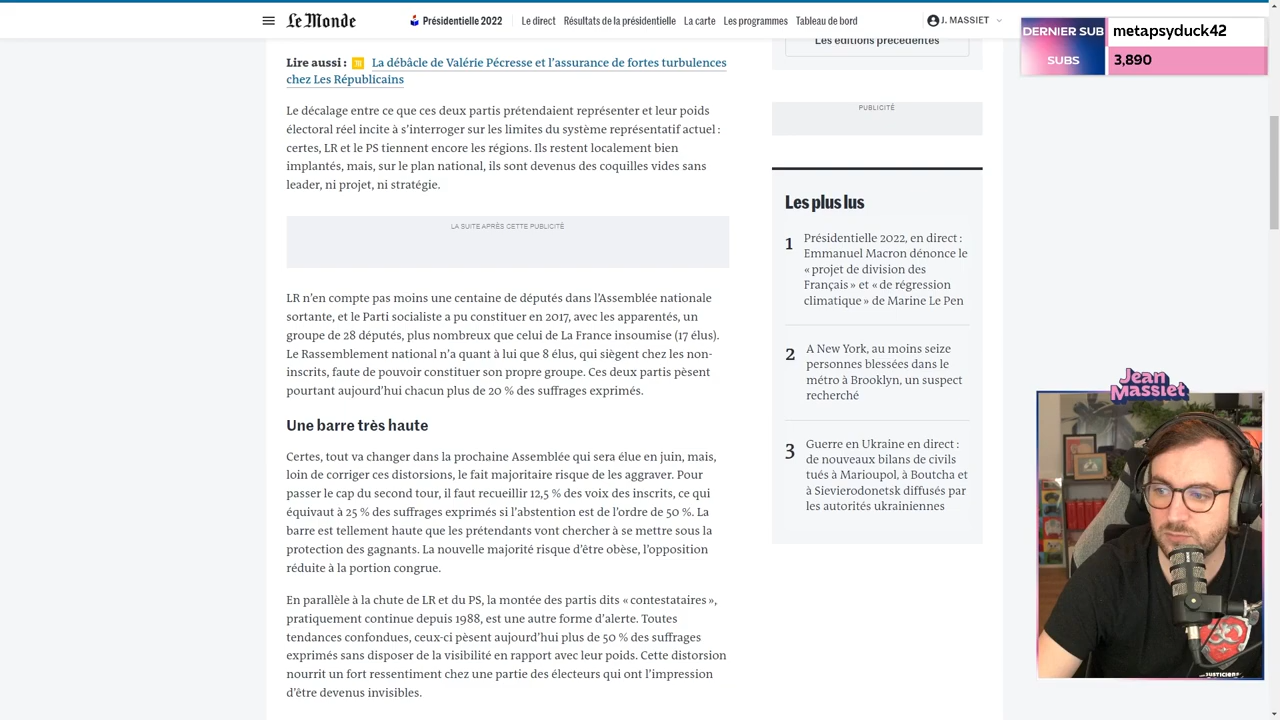 Le Monde
Présidentielle 2022
Le direct
Résultats de la présidentielle
La carte
Les programmes
Tableau de bord
J. MASSIET
DERNIER SUB
metapsyduck42
SUBS
3,890
Lire aussi : La débâcle de Valérie Pécresse et l'assurance de fortes turbulences
chez Les Républicains
Le décalage entre ce que ces deux partis prétendaient représenter et leur poids
électoral réel incite à s'interroger sur les limites du système représentatif actuel :
certes, LR et le PS tiennent encore les régions. Ils restent localement bien
implantés, mais, sur le plan national, ils sont devenus des coquilles vides sans
leader, ni projet, ni stratégie.
LA SUITE APRÈS CETTE PUBLICITÉ
LR n'en compte pas moins une centaine de députés dans l'Assemblée nationale
sortante, et le Parti socialiste a pu constituer en 2017, avec les apparentés, un
groupe de 28 députés, plus nombreux que celui de La France insoumise (17 élus).
Le Rassemblement national n'a quant à lui que 8 élus, qui siègent chez les non-
inscrits, faute de pouvoir constituer son propre groupe. Ces deux partis pèsent
pourtant aujourd'hui chacun plus de 20 % des suffrages exprimés.
Une barre très haute
Certes, tout va changer dans la prochaine Assemblée qui sera élue en juin, mais,
loin de corriger ces distorsions, le fait majoritaire risque de les aggraver. Pour
passer le cap du second tour, il faut recueillir 12,5 % des voix des inscrits, ce qui
équivaut à 25 % des suffrages exprimés si l'abstention est de l'ordre de 50 %. La
barre est tellement haute que les prétendants vont chercher à se mettre sous la
protection des gagnants. La nouvelle majorité risque d'être obèse, l'opposition
réduite à la portion congrue.
En parallèle à la chute de LR et du PS, la montée des partis dits « contestataires »,
pratiquement continue depuis 1988, est une autre forme d'alerte. Toutes
tendances confondues, ceux-ci pèsent aujourd'hui plus de 50 % des suffrages
exprimés sans disposer de la visibilité en rapport avec leur poids. Cette distorsion
nourrit un fort ressentiment chez une partie des électeurs qui ont l'impression
d'être devenus invisibles.
Les éditions précédentes
PUBLICITÉ
Les plus lus
1 Présidentielle 2022, en direct :
Emmanuel Macron dénonce le
« projet de division des
Français » et « de régression
climatique » de Marine Le Pen
2 A New York, au moins seize
personnes blessées dans le
métro à Brooklyn, un suspect
recherché
3 Guerre en Ukraine en direct :
de nouveaux bilans de civils
tués à Marioupol, à Boutcha et
à Sievierodonetsk diffusés par
les autorités ukrainiennes
Jean
Massiet